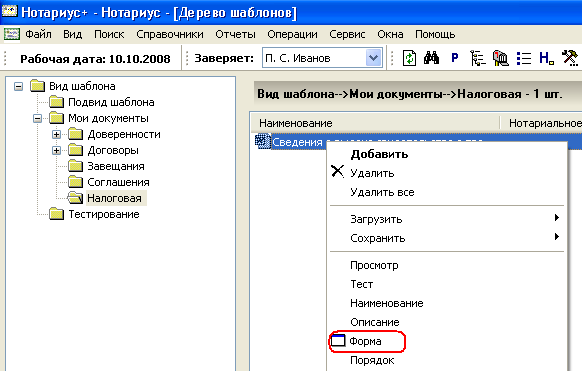 Нотариус+ - Нотариус - [Дерево шаблонов]
Файл Вид Поиск Справочники Отчеты Операции Сервис Окна Помощь
Рабочая дата: 10.10.2008 Заверяет: П. С. Иванов P H..
Вид шаблона
Подвид шаблона
Мои документы
Доверенности
Договоры
Завещания
Соглашения
Налоговая
Тестирование
Вид шаблона-->Мои документы-->Налоговая - 1 шт.
Наименование Нотариальное
Сведения о
Добавить
Удалить
Удалить все
Загрузить
Сохранить
Просмотр
Тест
Наименование
Описание
Форма
Порядок